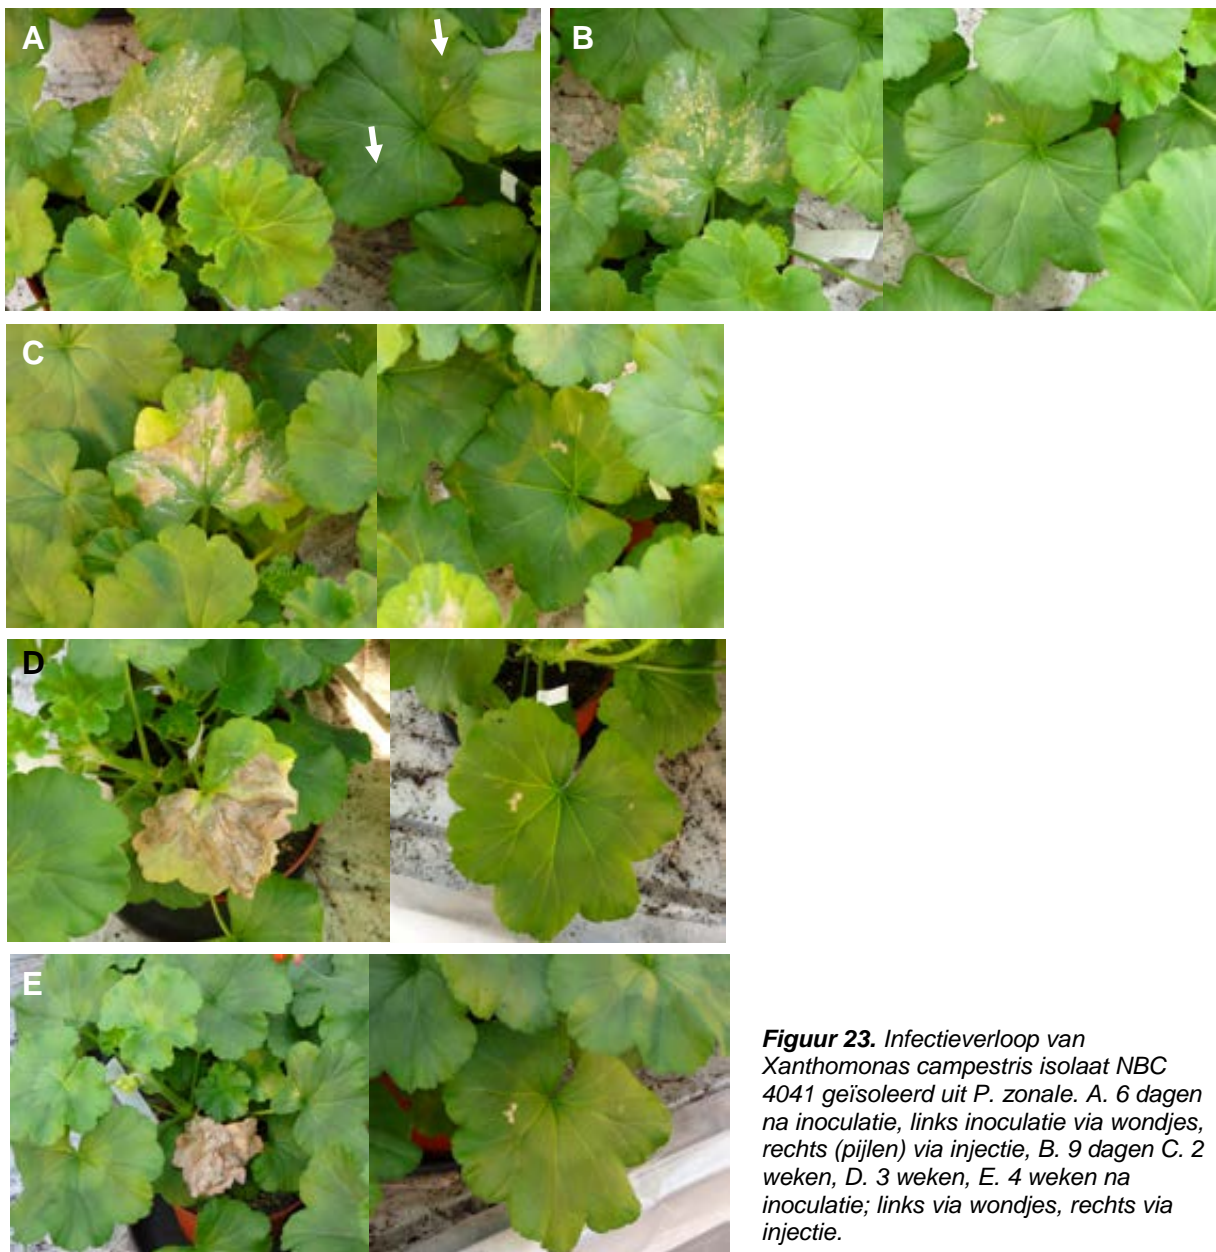 A
B
C
D
E
Figuur 23. Infectieverloop van
Xanthomonas campestris isolaat NBC
4041 geïsoleerd uit P. zonale. A. 6 dagen
na inoculatie, links inoculatie via wondjes,
rechts (pijlen) via injectie, B. 9 dagen C. 2
weken, D. 3 weken, E. 4 weken na
inoculatie; links via wondjes, rechts via
injectie.